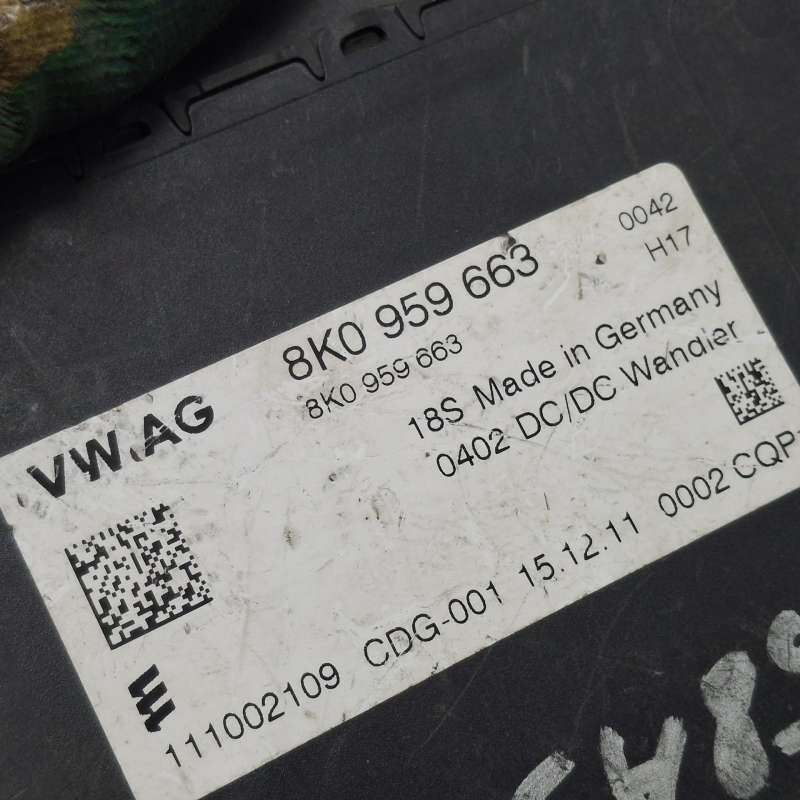 0042
H17
8K0 959 663
8K0 959 663
18S Made in Germany
0402 DC/DC Wandler
VW AG
111002109 CDG-001 15.12.11 0002 CQP